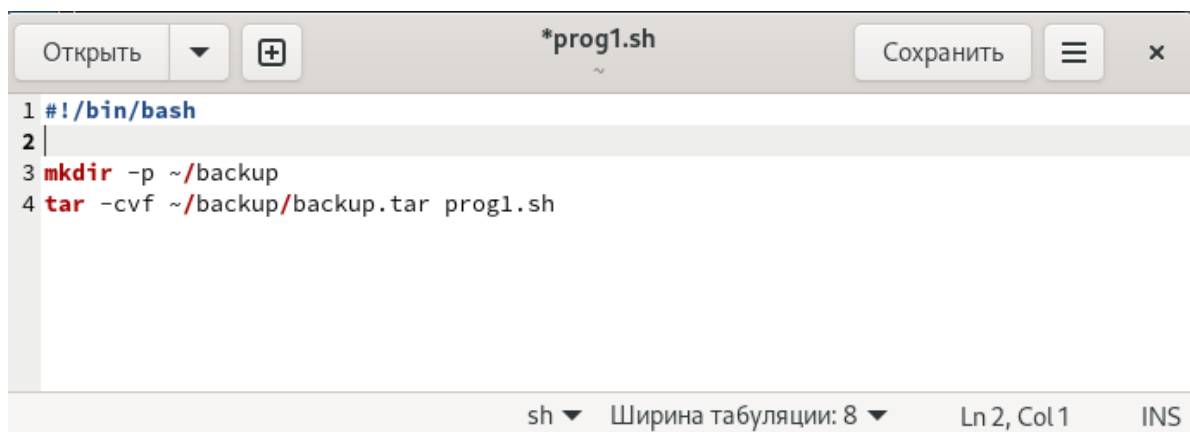 Открыть *prog1.sh Сохранить
~
1 #!/bin/bash
2
3 mkdir -p ~/backup
4 tar -cvf ~/backup/backup.tar prog1.sh
sh Ширина табуляции: 8 Ln 2, Col 1 INS